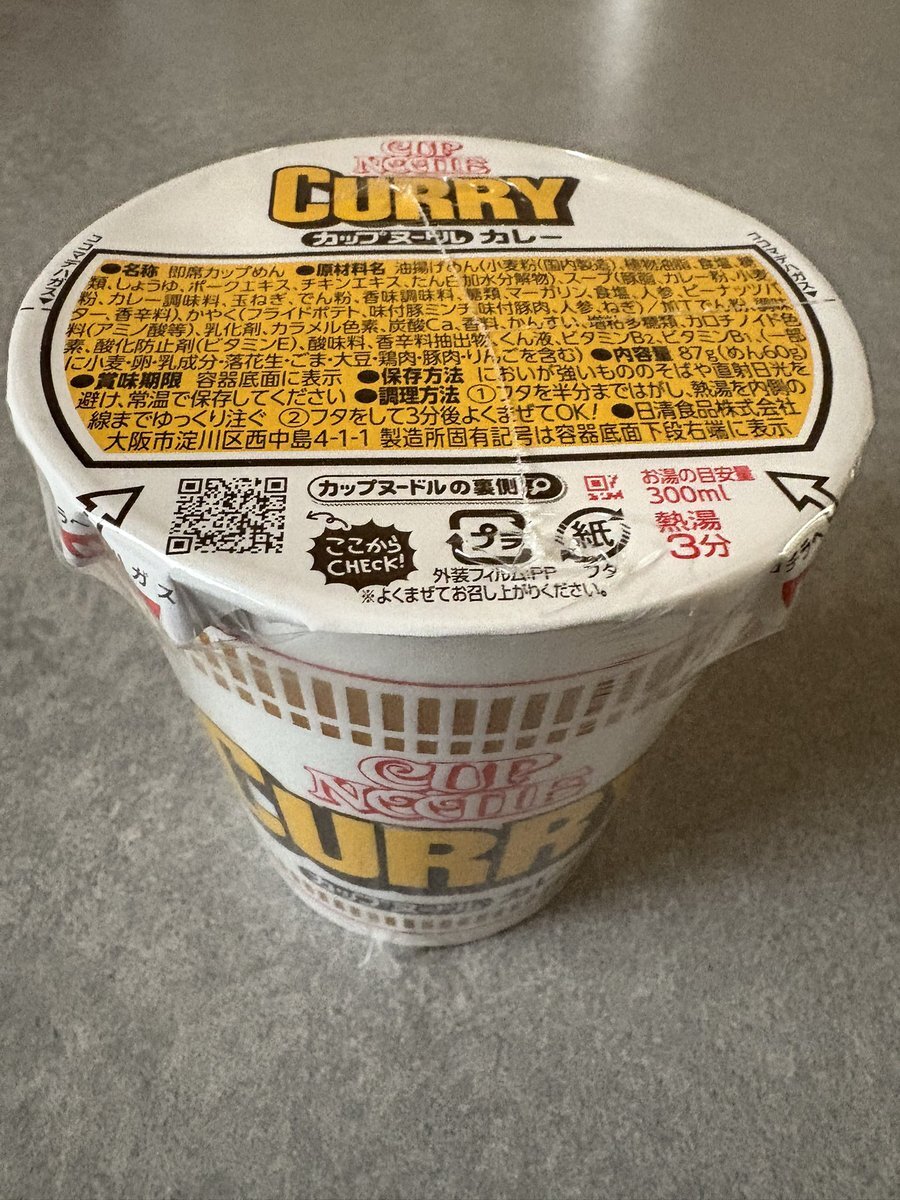 CUP
NOODLE
CURRY
カップヌードル カレー
●名称 即席カップめん ●原材料名 油揚げめん(小麦粉(国内製造)、植物油脂、食塩、糖
類、しょうゆ、ポークエキス、チキンエキス、たん白加水分解物)、スープ(豚脂、カレー粉、小麦
粉、カレー調味料、玉ねぎ、でん粉、香味調味料、糖類、マーガリン、食塩、人参、ピーナッツバ
ター、香辛料)、かやく(フライドポテト、味付豚ミンチ、味付豚肉、人参、ねぎ)/加工でん粉、調味
料(アミノ酸等)、乳化剤、カラメル色素、炭酸Ca、香料、かんすい、増粘多糖類、カロチノイド色
素、酸化防止剤(ビタミンE)、酸味料、香辛料抽出物、くん液、ビタミンB2、ビタミンB1、(一部
に小麦・卵・乳成分・落花生・ごま・大豆・鶏肉・豚肉・りんごを含む) ●内容量 87g(めん60g)
●賞味期限 容器底面に表示 ●保存方法 においが強いもののそばや直射日光を
避け、常温で保存してください ●調理方法 ①フタを半分まではがし、熱湯を内側の
線までゆっくり注ぐ ②フタをして3分後よくまぜてOK! ●日清食品株式会社
大阪市淀川区西中島4-1-1 製造所固有記号は容器底面下段右端に表示
カップヌードルの裏側
お湯の目安量
300ml
熱湯
3分
ここから
CHECK!
プラ
紙
外装フィルム:PP フタ
※よくまぜてお召し上がりください。
CUP
NOODLE
CURR